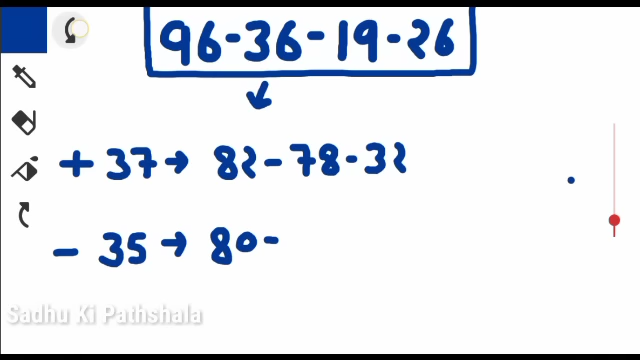 96-36-19-26
+ 37 → 82-78-32
- 35 → 80-
Sadhu Ki Pathshala